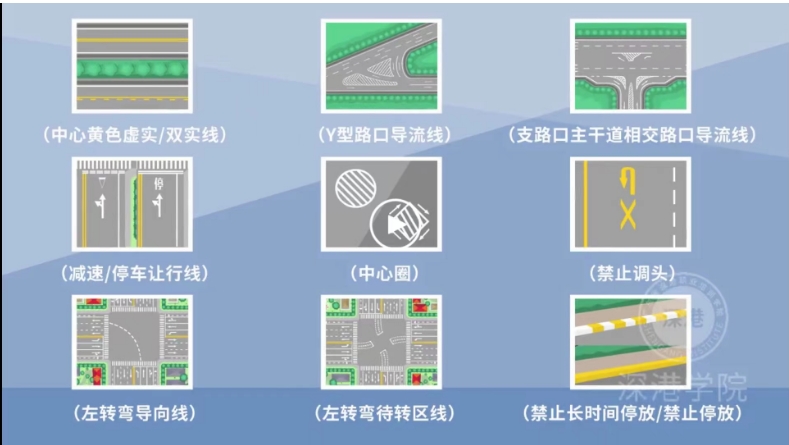 （中心黄色虚实/双实线）
（Y型路口导流线）
（支路口主干道相交路口导流线）
停
（减速/停车让行线）
（中心圈）
（禁止调头）
（左转弯导向线）
（左转弯待转区线）
（禁止长时间停放/禁止停放）
深港
深港学院